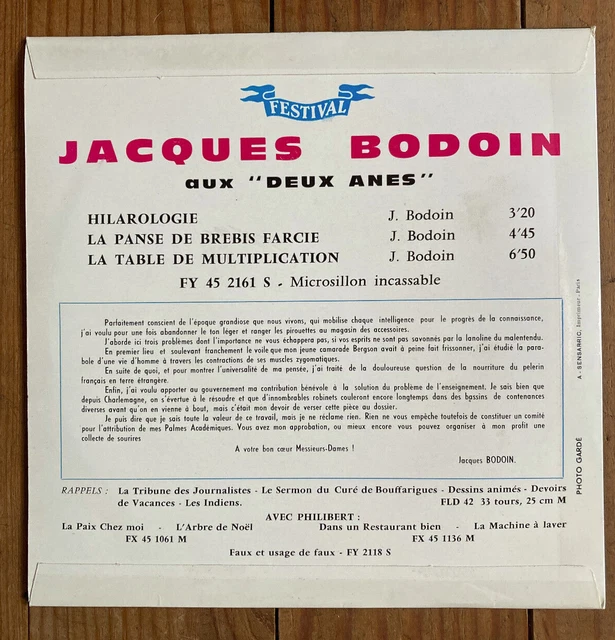 FESTIVAL
JACQUES BODOIN
aux "DEUX ANES"
HILAROLOGIE J. Bodoin 3'20
LA PANSE DE BREBIS FARCIE J. Bodoin 4'45
LA TABLE DE MULTIPLICATION J. Bodoin 6'50
FY 45 2161 S - Microsillon incassable
Parfaitement conscient de l'époque grandiose que nous vivons, qui mobilise chaque intelligence pour le progrès de la connaissance,
j'ai voulu pour une fois abandonner le ton léger et ranger les pirouettes au magasin des accessoires.
J'aborde ici trois problèmes dont l'importance ne vous échappera pas, si vos esprits ne sont pas savonnés par la lanoline du malentendu.
En premier lieu et soulevant franchement le voile que mon jeune camarade Bergson avait à peine fait frissonner, j'ai étudié la para-
bole d'une vie d'homme à travers les contractions de ses muscles zygomatiques.
En suite de quoi, et pour montrer l'universalité de ma pensée, j'ai traité de la douloureuse question de la nourriture du pelerin
français en terre étrangère.
Enfin, j'ai voulu apporter au gouvernement ma contribution bénévole à la solution du problème de l'enseignement. Je sais bien que
depuis Charlemagne, on s'évertue à le résoudre et que d'innombrables robinets couleront encore longtemps dans des bassins de contenances
diverses avant qu'on en vienne à bout, mais c'était mon devoir de verser cette pièce au dossier.
Je puis dire que je sais toute la valeur de ce travail, mais je ne réclame rien. Rien ne vous empêche toutefois de constituer un comité
pour l'attribution de mes Palmes Académiques. Vous avez mon approbation, ou mieux encore vous pouvez organiser à mon profit une
collecte de sourires
A votre bon cœur Messieurs-Dames !
Jacques BODOIN.
RAPPELS : La Tribune des Journalistes - Le Sermon du Curé de Bouffarigues - Dessins animés - Devoirs
de Vacances - Les Indiens. FLD 42 33 tours, 25 cm M
AVEC PHILIBERT :
La Paix Chez moi - L'Arbre de Noël Dans un Restaurant bien - La Machine à laver
FX 45 1061 M FX 45 1136 M
Faux et usage de faux - FY 2118 S
PHOTO GARDÉ
A. SENSABRIC, Imprimeur - Paris